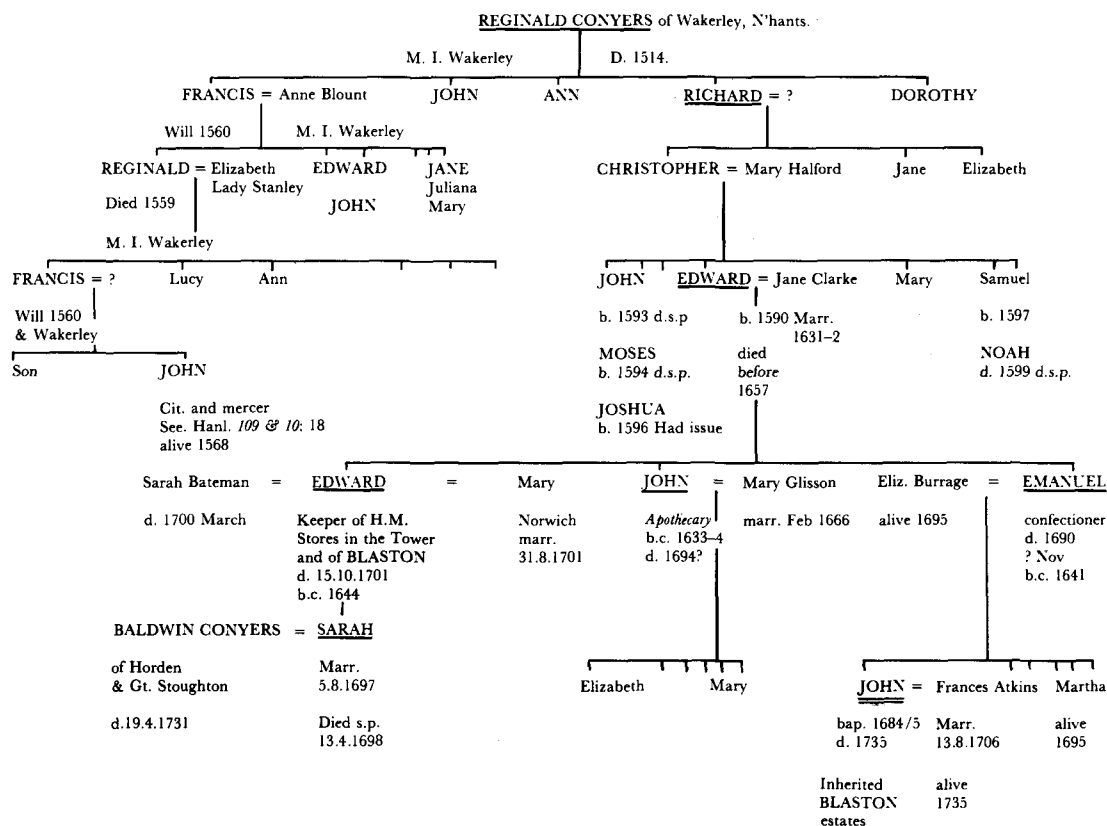 REGINALD CONYERS of Wakerley, N'hants.
M. I. Wakerley D. 1514.
FRANCIS = Anne Blount JOHN ANN RICHARD = ? DOROTHY
Will 1560 M. I. Wakerley
REGINALD = Elizabeth EDWARD JANE CHRISTOPHER = Mary Halford Jane Elizabeth
Lady Stanley Juliana
Died 1559 JOHN Mary
M. I. Wakerley
FRANCIS = ? Lucy Ann JOHN EDWARD = Jane Clarke Mary Samuel
Will 1560 b. 1593 d.s.p b. 1590 Marr. b. 1597
& Wakerley 1631–2
MOSES died NOAH
Son JOHN b. 1594 d.s.p. before d. 1599 d.s.p.
1657
Cit. and mercer JOSHUA
See. Hanl. 109 & 10: 18 b. 1596 Had issue
alive 1568
Sarah Bateman = EDWARD = Mary JOHN = Mary Glisson Eliz. Burrage = EMANUEL
d. 1700 March Keeper of H.M. Norwich Apothecary marr. Feb 1666 alive 1695 confectioner
Stores in the Tower marr. b.c. 1633–4 d. 1690
and of BLASTON 31.8.1701 d. 1694? ? Nov
d. 15.10.1701 b.c. 1641
b.c. 1644
BALDWIN CONYERS = SARAH
of Horden Marr. Elizabeth Mary JOHN = Frances Atkins Martha
& Gt. Stoughton 5.8.1697
d.19.4.1731 Died s.p. bap. 1684/5 Marr. alive
13.4.1698 d. 1735 13.8.1706 1695
Inherited alive
BLASTON 1735
estates